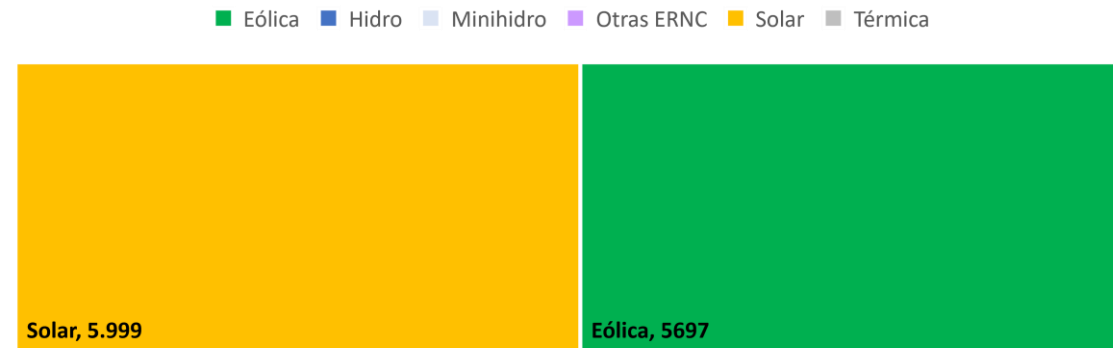 Eólica Hidro Minihidro Otras ERNC Solar Térmica
Solar, 5.999 Eólica, 5697